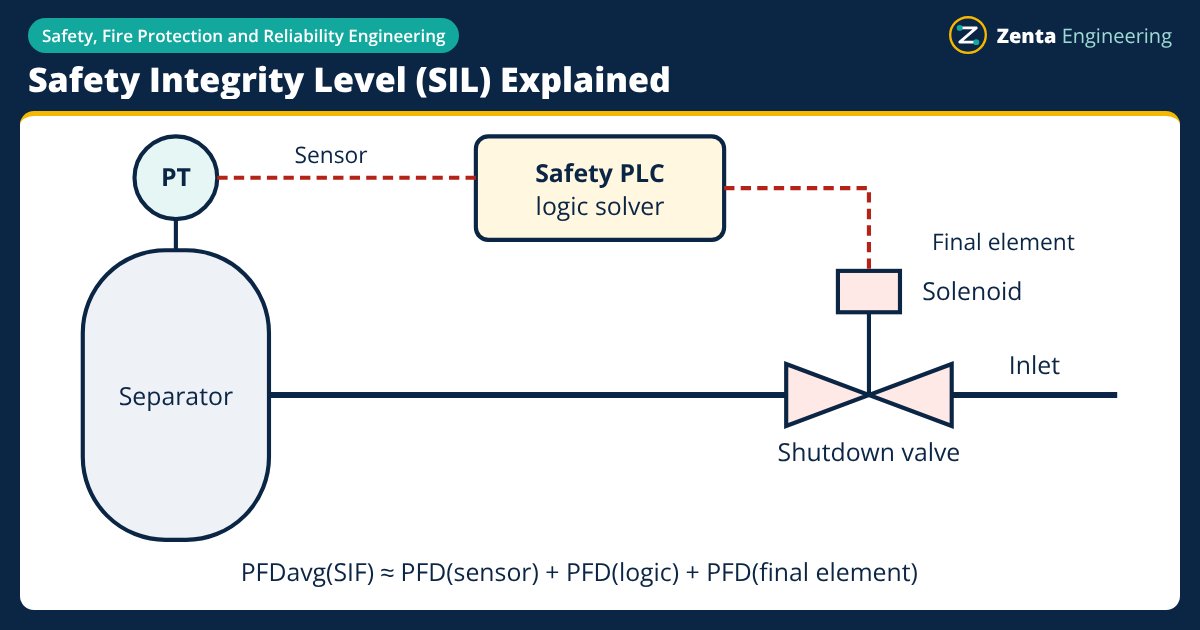 Safety, Fire Protection and Reliability Engineering
Zenta Engineering
Safety Integrity Level (SIL) Explained
PT
Sensor
Safety PLC
logic solver
Final element
Solenoid
Inlet
Separator
Shutdown valve
PFDavg(SIF) ≈ PFD(sensor) + PFD(logic) + PFD(final element)